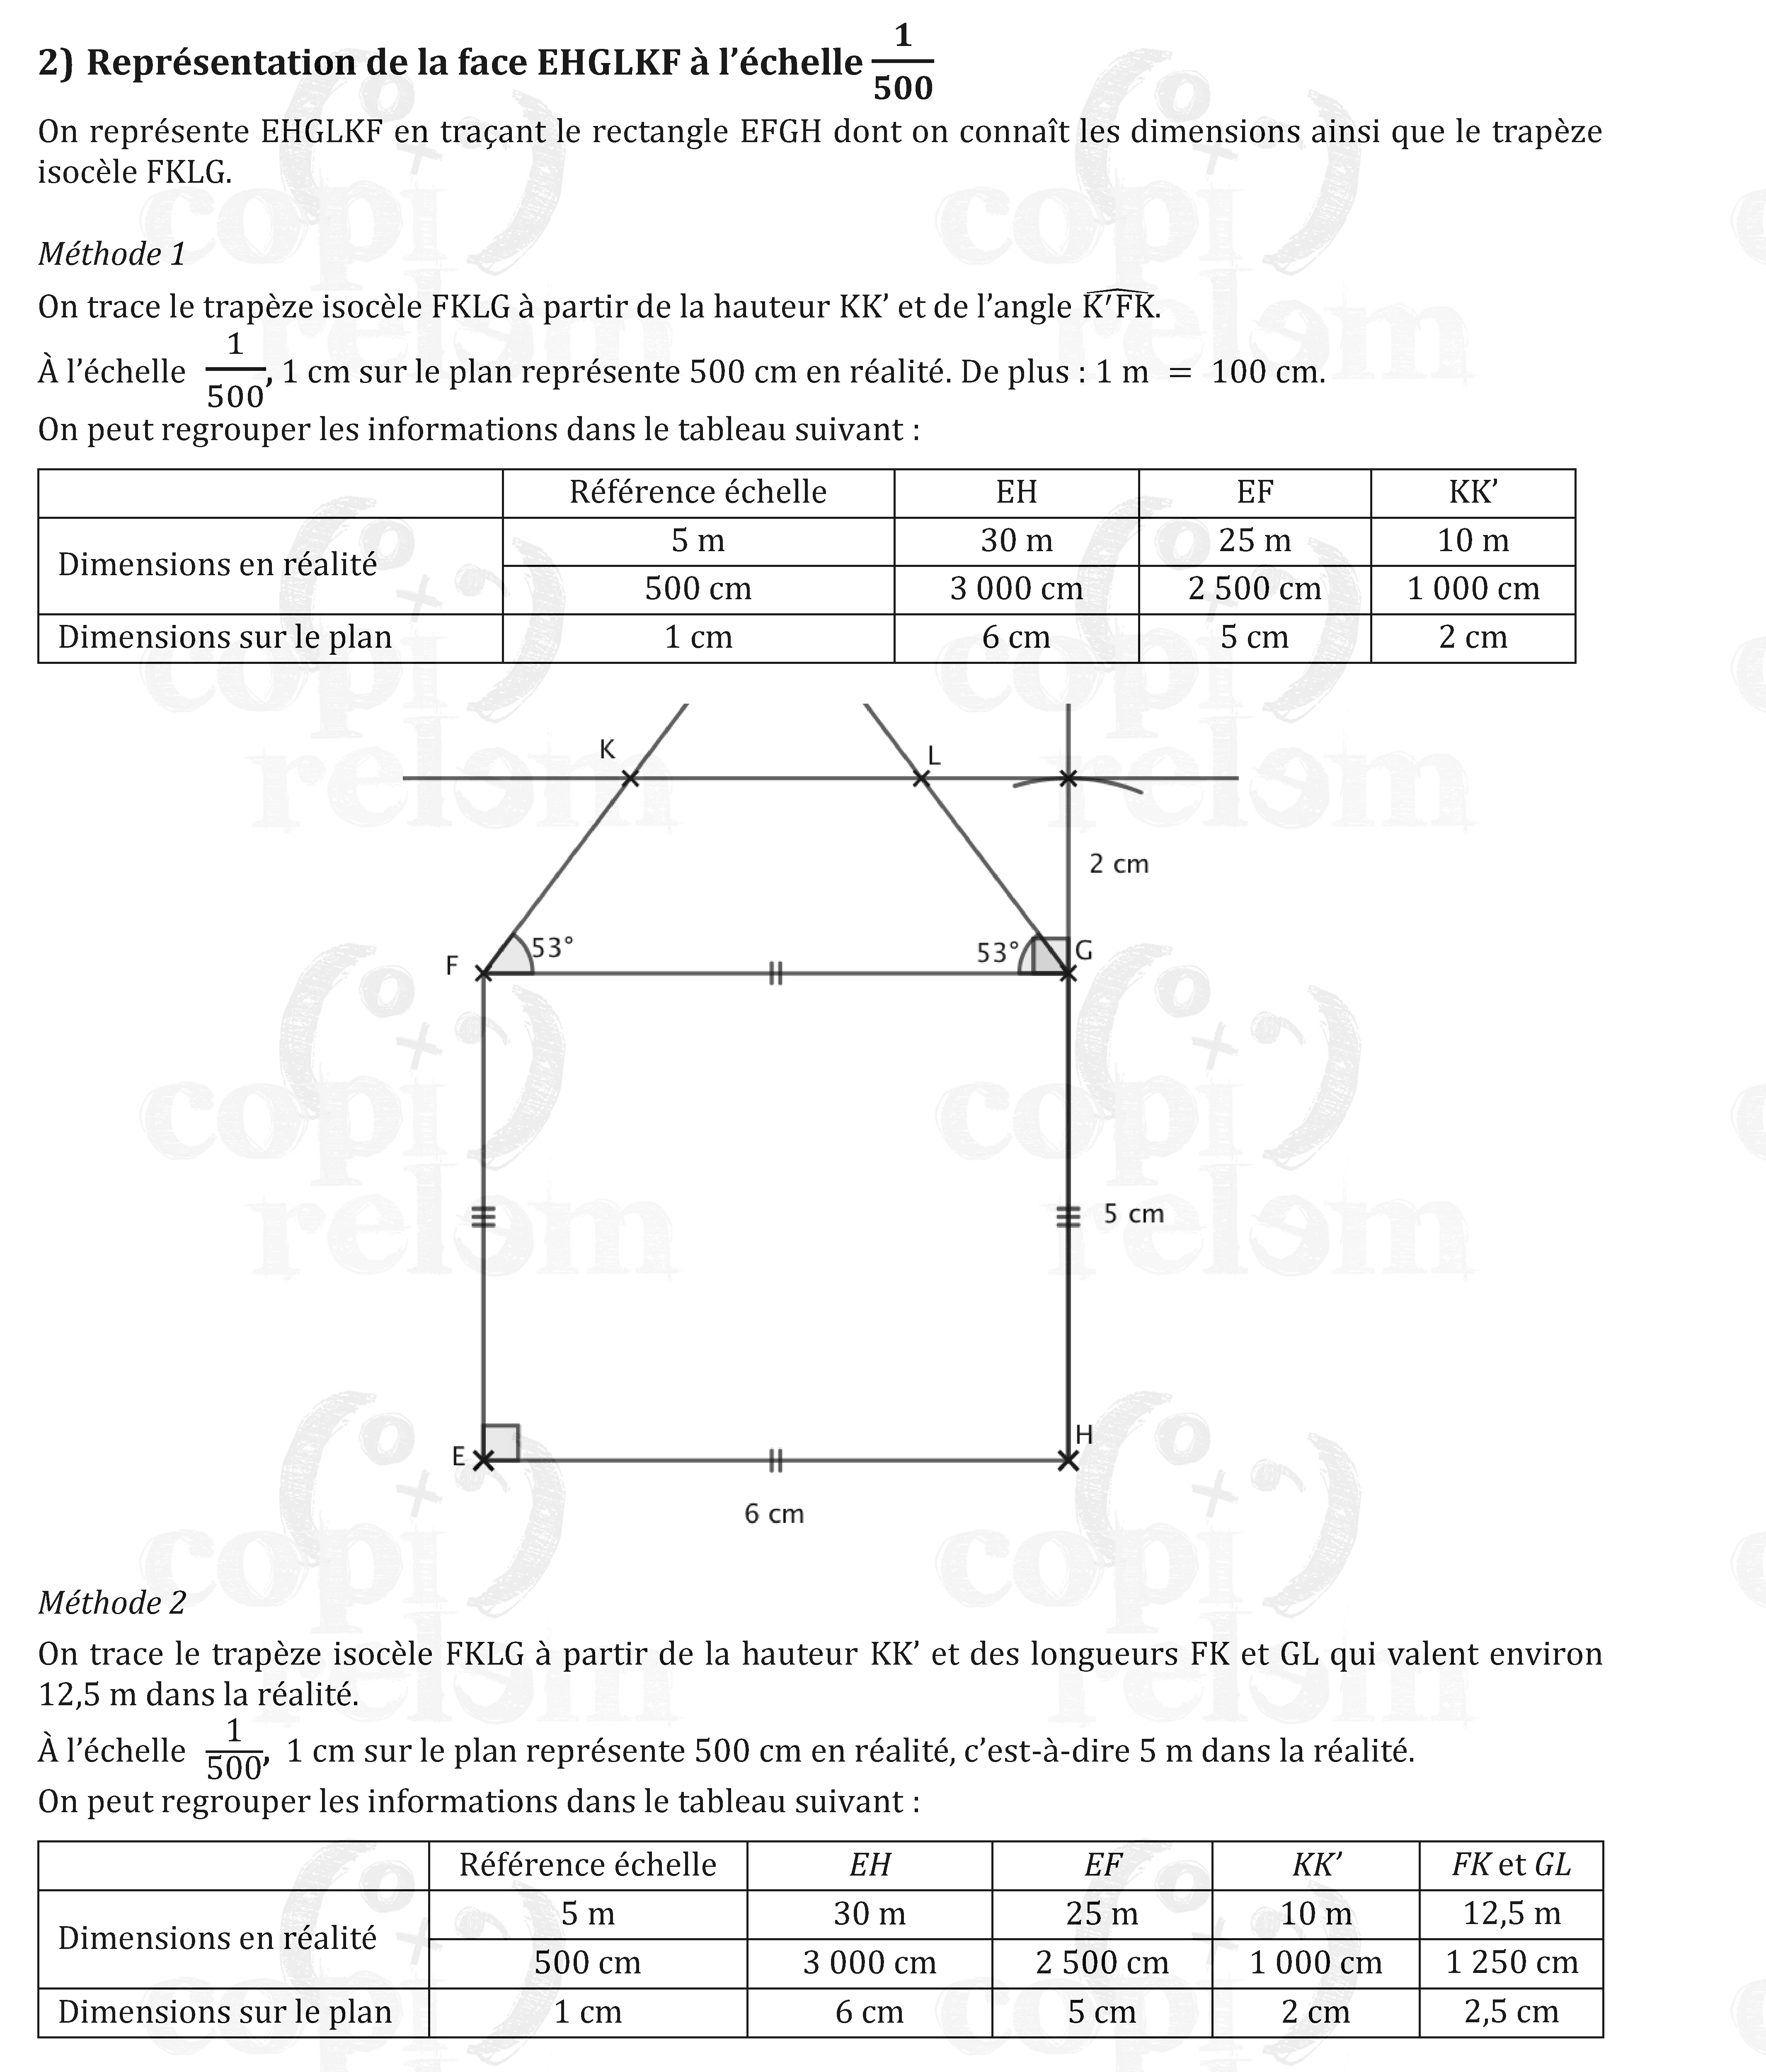 2) Représentation de la face EHGLKF à l’échelle 1/500
On représente EHGLKF en traçant le rectangle EFGH dont on connaît les dimensions ainsi que le trapèze
isocèle FKLG.
Méthode 1
On trace le trapèze isocèle FKLG à partir de la hauteur KK’ et de l’angle K′FK.
À l’échelle 1/500, 1 cm sur le plan représente 500 cm en réalité. De plus : 1 m = 100 cm.
On peut regrouper les informations dans le tableau suivant :
Référence échelle EH EF KK’
Dimensions en réalité
5 m 30 m 25 m 10 m
500 cm 3 000 cm 2 500 cm 1 000 cm
Dimensions sur le plan 1 cm 6 cm 5 cm 2 cm
K L
2 cm
F 53° 53° G
5 cm
E H
6 cm
Méthode 2
On trace le trapèze isocèle FKLG à partir de la hauteur KK’ et des longueurs FK et GL qui valent environ
12,5 m dans la réalité.
À l’échelle 1/500, 1 cm sur le plan représente 500 cm en réalité, c’est-à-dire 5 m dans la réalité.
On peut regrouper les informations dans le tableau suivant :
Référence échelle EH EF KK’ FK et GL
Dimensions en réalité
5 m 30 m 25 m 10 m 12,5 m
500 cm 3 000 cm 2 500 cm 1 000 cm 1 250 cm
Dimensions sur le plan 1 cm 6 cm 5 cm 2 cm 2,5 cm
copirelem